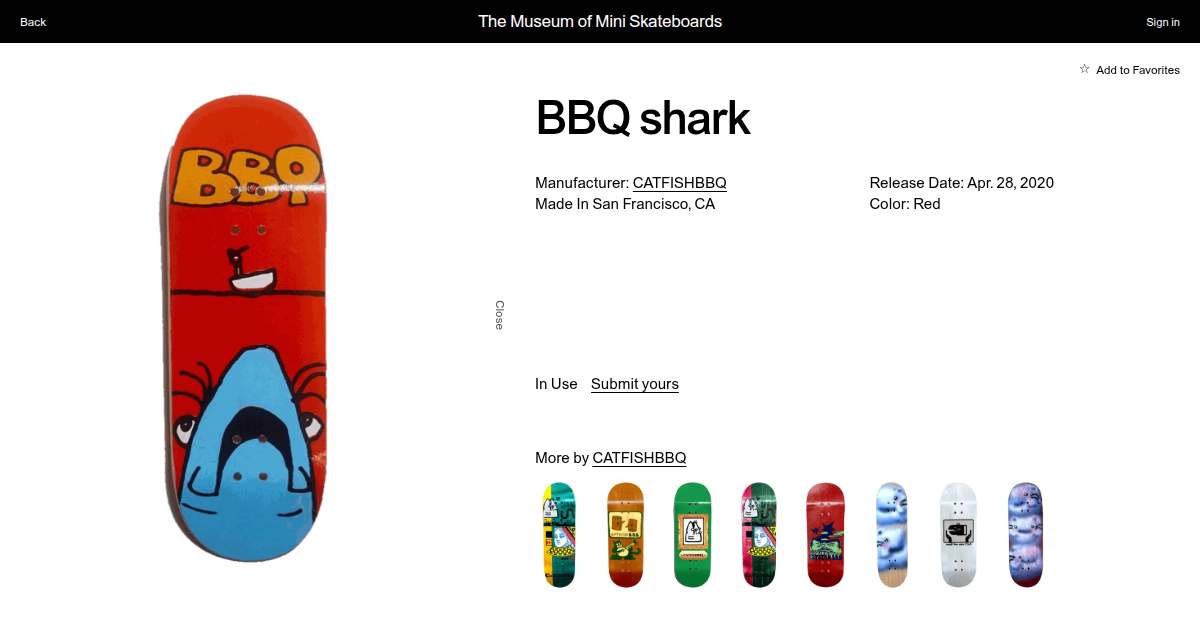 Back
The Museum of Mini Skateboards
Sign in
☆ Add to Favorites
BBQ
BBQ shark
Manufacturer: CATFISHBBQ
Made In San Francisco, CA
Release Date: Apr. 28, 2020
Color: Red
Close
In Use Submit yours
More by CATFISHBBQ